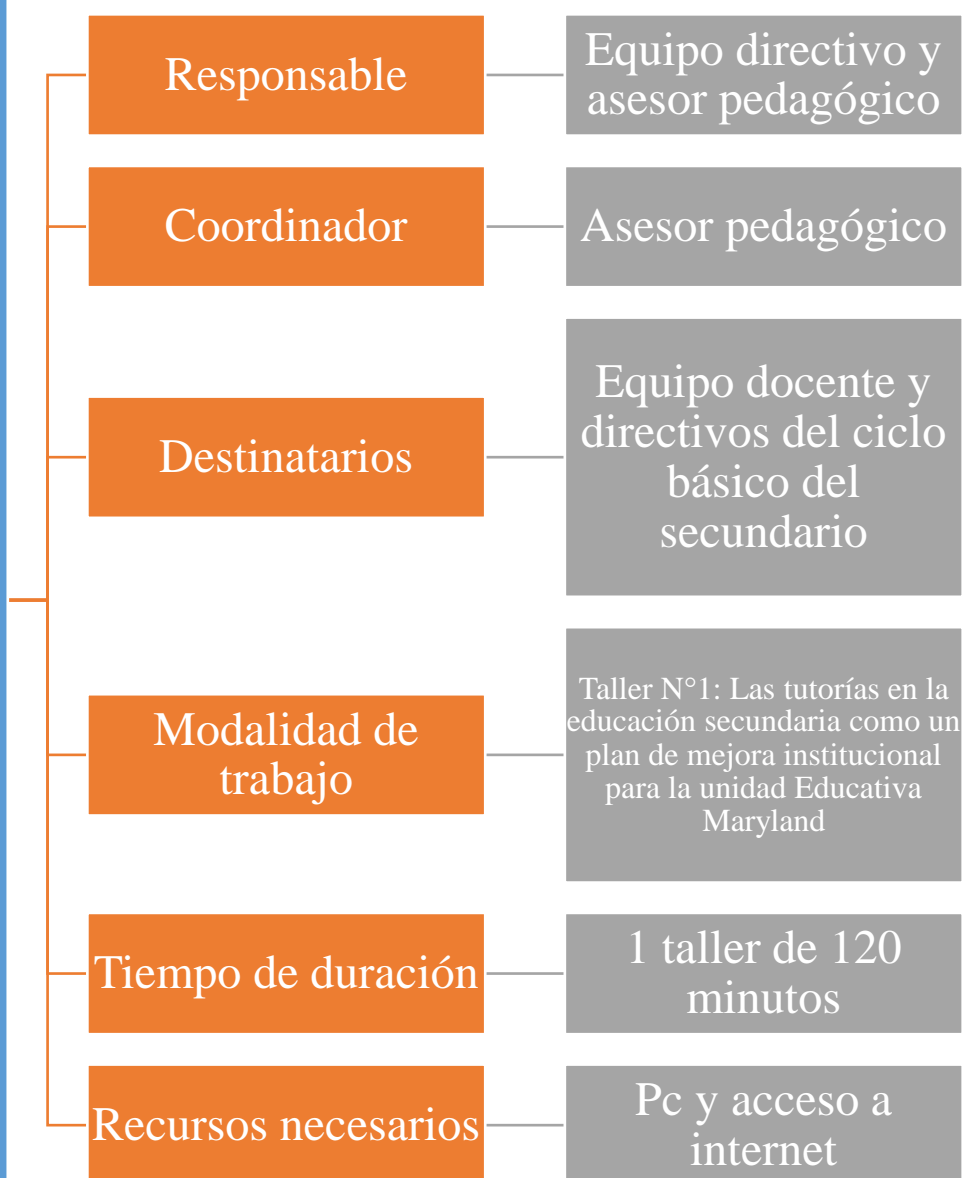 Responsable
Equipo directivo y
asesor pedagógico
Coordinador
Asesor pedagógico
Destinatarios
Equipo docente y
directivos del ciclo
básico del
secundario
Modalidad de
trabajo
Taller N°1: Las tutorías en la
educación secundaria como un
plan de mejora institucional
para la unidad Educativa
Maryland
Tiempo de duración
1 taller de 120
minutos
Recursos necesarios
Pc y acceso a
internet